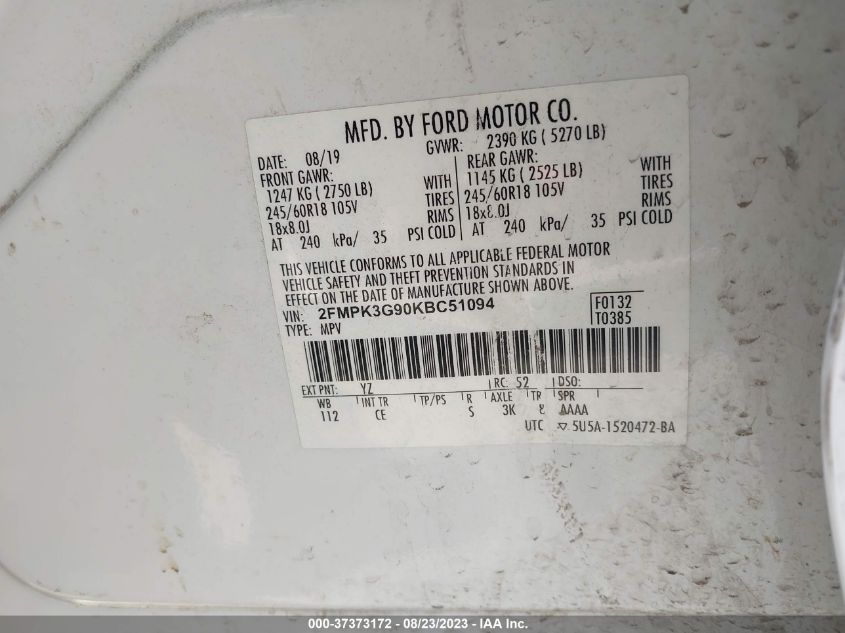 MFD. BY FORD MOTOR CO.
DATE: 08/19 GVWR: 2390 KG ( 5270 LB)
FRONT GAWR: REAR GAWR:
1247 KG ( 2750 LB) WITH 1145 KG ( 2525 LB) WITH
245/60R18 105V TIRES 245/60R18 105V TIRES
18x8.0J RIMS 18x8.0J RIMS
AT 240 kPa/ 35 PSI COLD AT 240 kPa/ 35 PSI COLD
THIS VEHICLE CONFORMS TO ALL APPLICABLE FEDERAL MOTOR
VEHICLE SAFETY AND THEFT PREVENTION STANDARDS IN
EFFECT ON THE DATE OF MANUFACTURE SHOWN ABOVE.
VIN: 2FMPK3G90KBC51094 F0132
TYPE: MPV T0385
EXT PNT: YZ RC: 52 DSO:
WB INT TR TP/PS R AXLE TR SPR
112 CE S 3K 8 AAAA
UTC ▽ 5U5A-1520472-BA
000-37373172 - 08/23/2023 - IAA Inc.